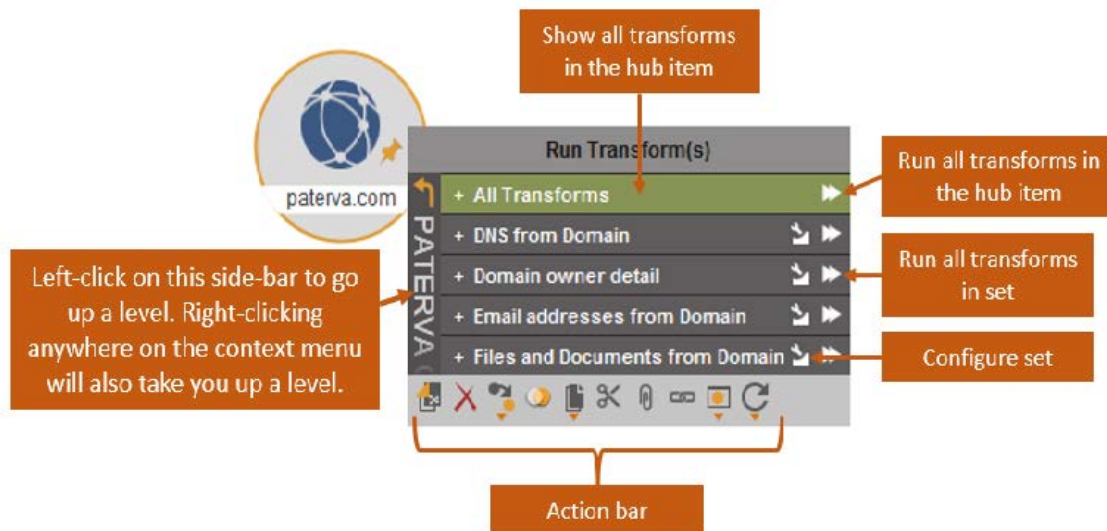 Show all transforms
in the hub item
Run Transform(s)
paterva.com
+ All Transforms
Run all transforms in
the hub item
+ DNS from Domain
PATERVA
+ Domain owner detail
Run all transforms
in set
+ Email addresses from Domain
+ Files and Documents from Domain
Configure set
Left-click on this side-bar to go
up a level. Right-clicking
anywhere on the context menu
will also take you up a level.
Action bar